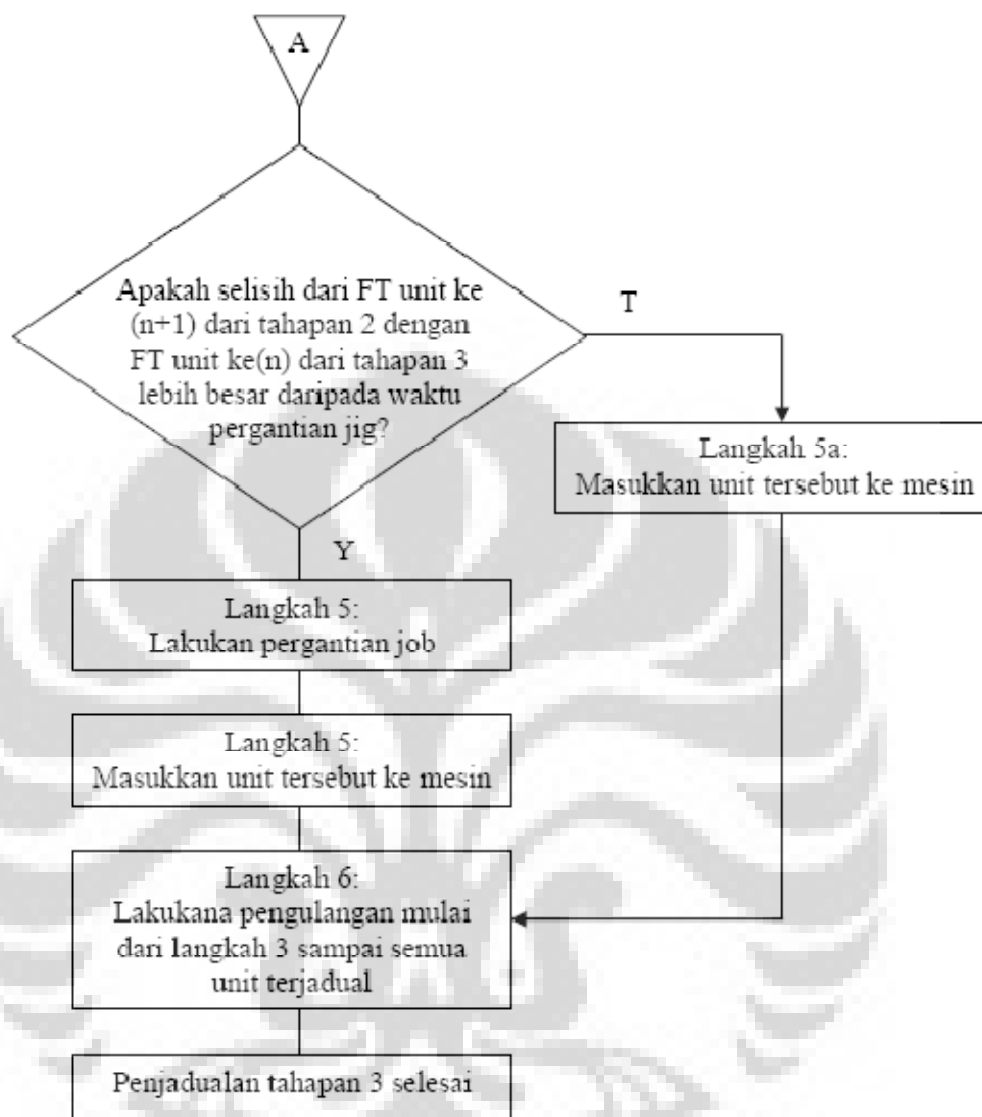 A
Apakah selisih dari FT unit ke
(n+1) dari tahapan 2 dengan
FT unit ke(n) dari tahapan 3
lebih besar daripada waktu
pergantian jig?
T
Langkah 5a:
Masukkan unit tersebut ke mesin
Y
Langkah 5:
Lakukan pergantian job
Langkah 5:
Masukkan unit tersebut ke mesin
Langkah 6:
Lakukana pengulangan mulai
dari langkah 3 sampai semua
unit terjadual
Penjadualan tahapan 3 selesai